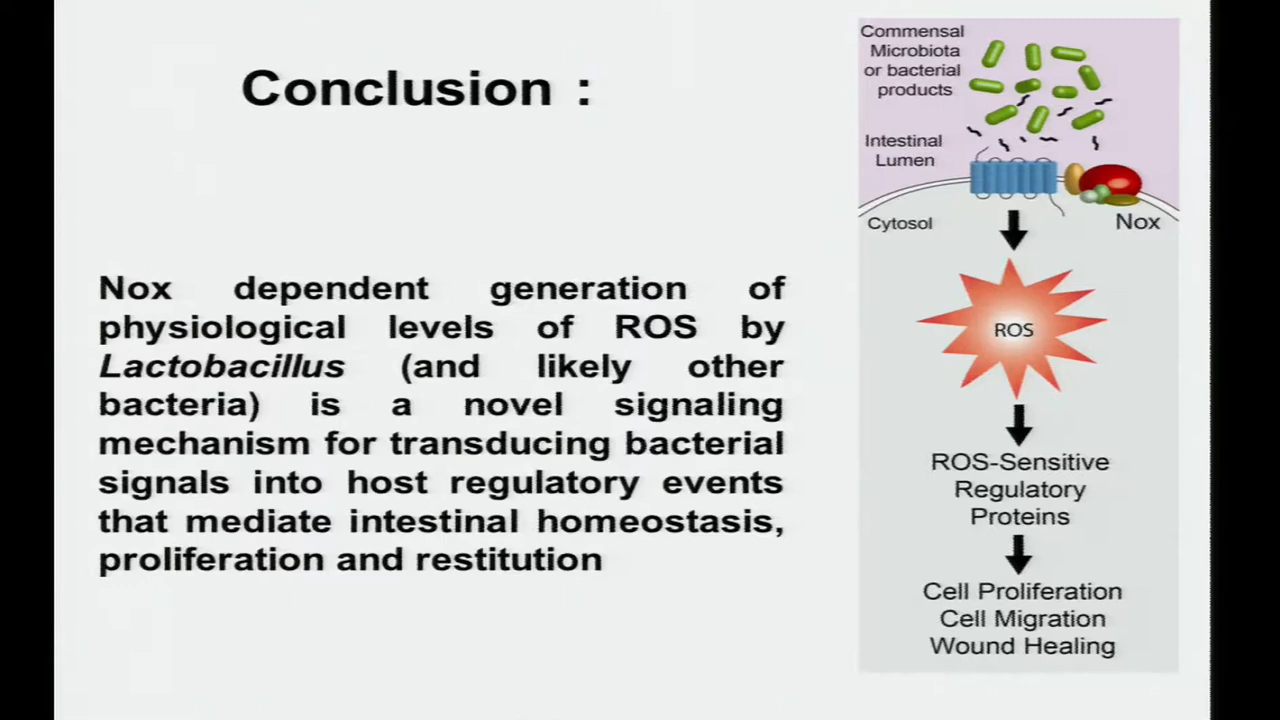 Conclusion :
Nox dependent generation of
physiological levels of ROS by
Lactobacillus (and likely other
bacteria) is a novel signaling
mechanism for transducing bacterial
signals into host regulatory events
that mediate intestinal homeostasis,
proliferation and restitution
Commensal
Microbiota
or bacterial
products
Intestinal
Lumen
Cytosol
Nox
ROS
ROS-Sensitive
Regulatory
Proteins
Cell Proliferation
Cell Migration
Wound Healing